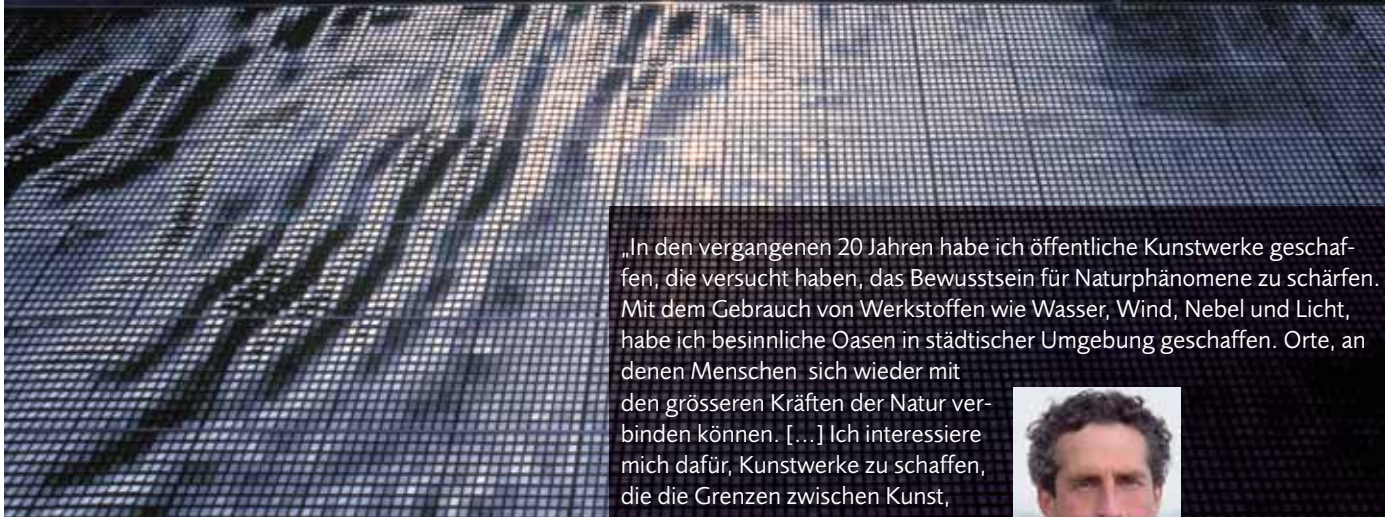 „In den vergangenen 20 Jahren habe ich öffentliche Kunstwerke geschaf-
fen, die versucht haben, das Bewusstsein für Naturphänomene zu schärfen.
Mit dem Gebrauch von Werkstoffen wie Wasser, Wind, Nebel und Licht,
habe ich besinnliche Oasen in städtischer Umgebung geschaffen. Orte, an
denen Menschen sich wieder mit
den grösseren Kräften der Natur ver-
binden können. [...] Ich interessiere
mich dafür, Kunstwerke zu schaffen,
die die Grenzen zwischen Kunst,